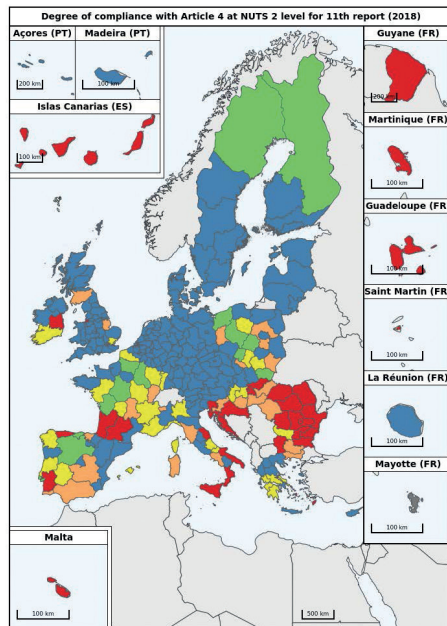 Degree of compliance with Article 4 at NUTS 2 level for 11th report (2018)
Açores (PT)
Madeira (PT)
200 km
100 km
Islas Canarias (ES)
100 km
Guyane (FR)
200 km
Martinique (FR)
100 km
Guadeloupe (FR)
100 km
Saint Martin (FR)
100 km
La Réunion (FR)
100 km
Mayotte (FR)
100 km
Malta
100 km
500 km